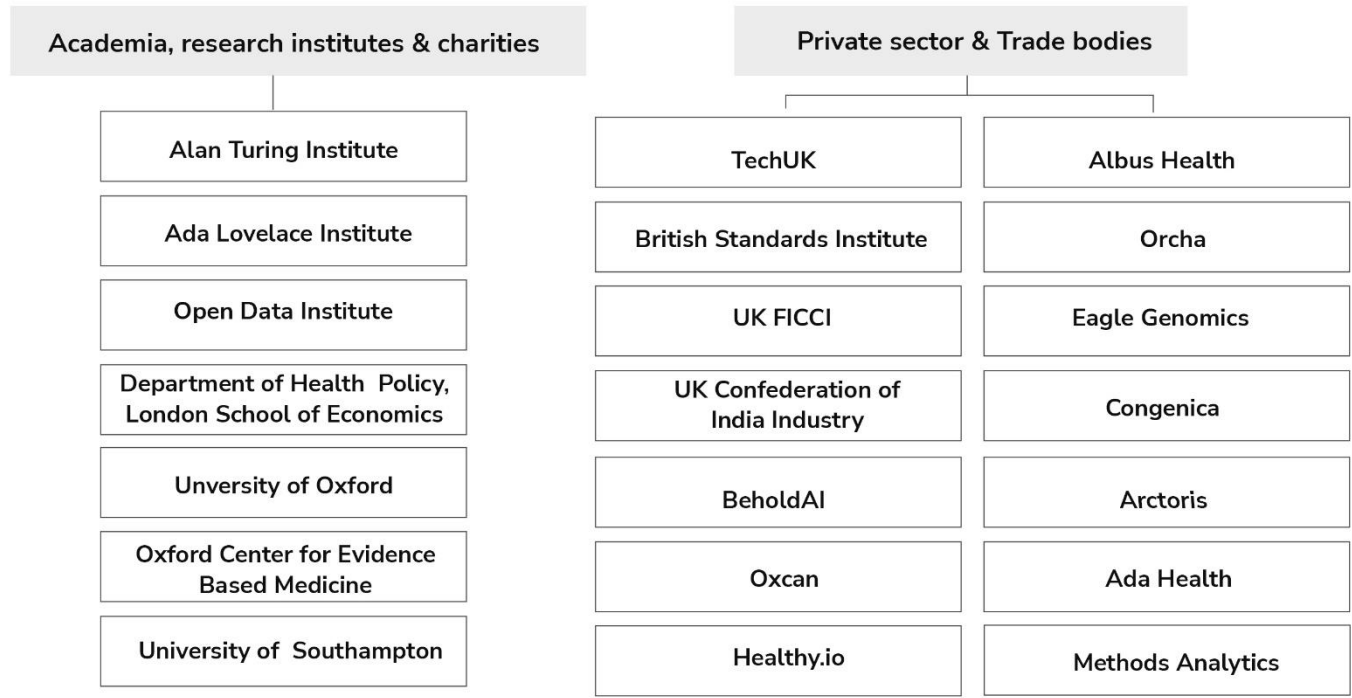 Academia, research institutes & charities
Alan Turing Institute
Ada Lovelace Institute
Open Data Institute
Department of Health Policy,
London School of Economics
Unversity of Oxford
Oxford Center for Evidence
Based Medicine
University of Southampton
Private sector & Trade bodies
TechUK
British Standards Institute
UK FICCI
UK Confederation of
India Industry
BeholdAI
Oxcan
Healthy.io
Albus Health
Orcha
Eagle Genomics
Congenica
Arctoris
Ada Health
Methods Analytics